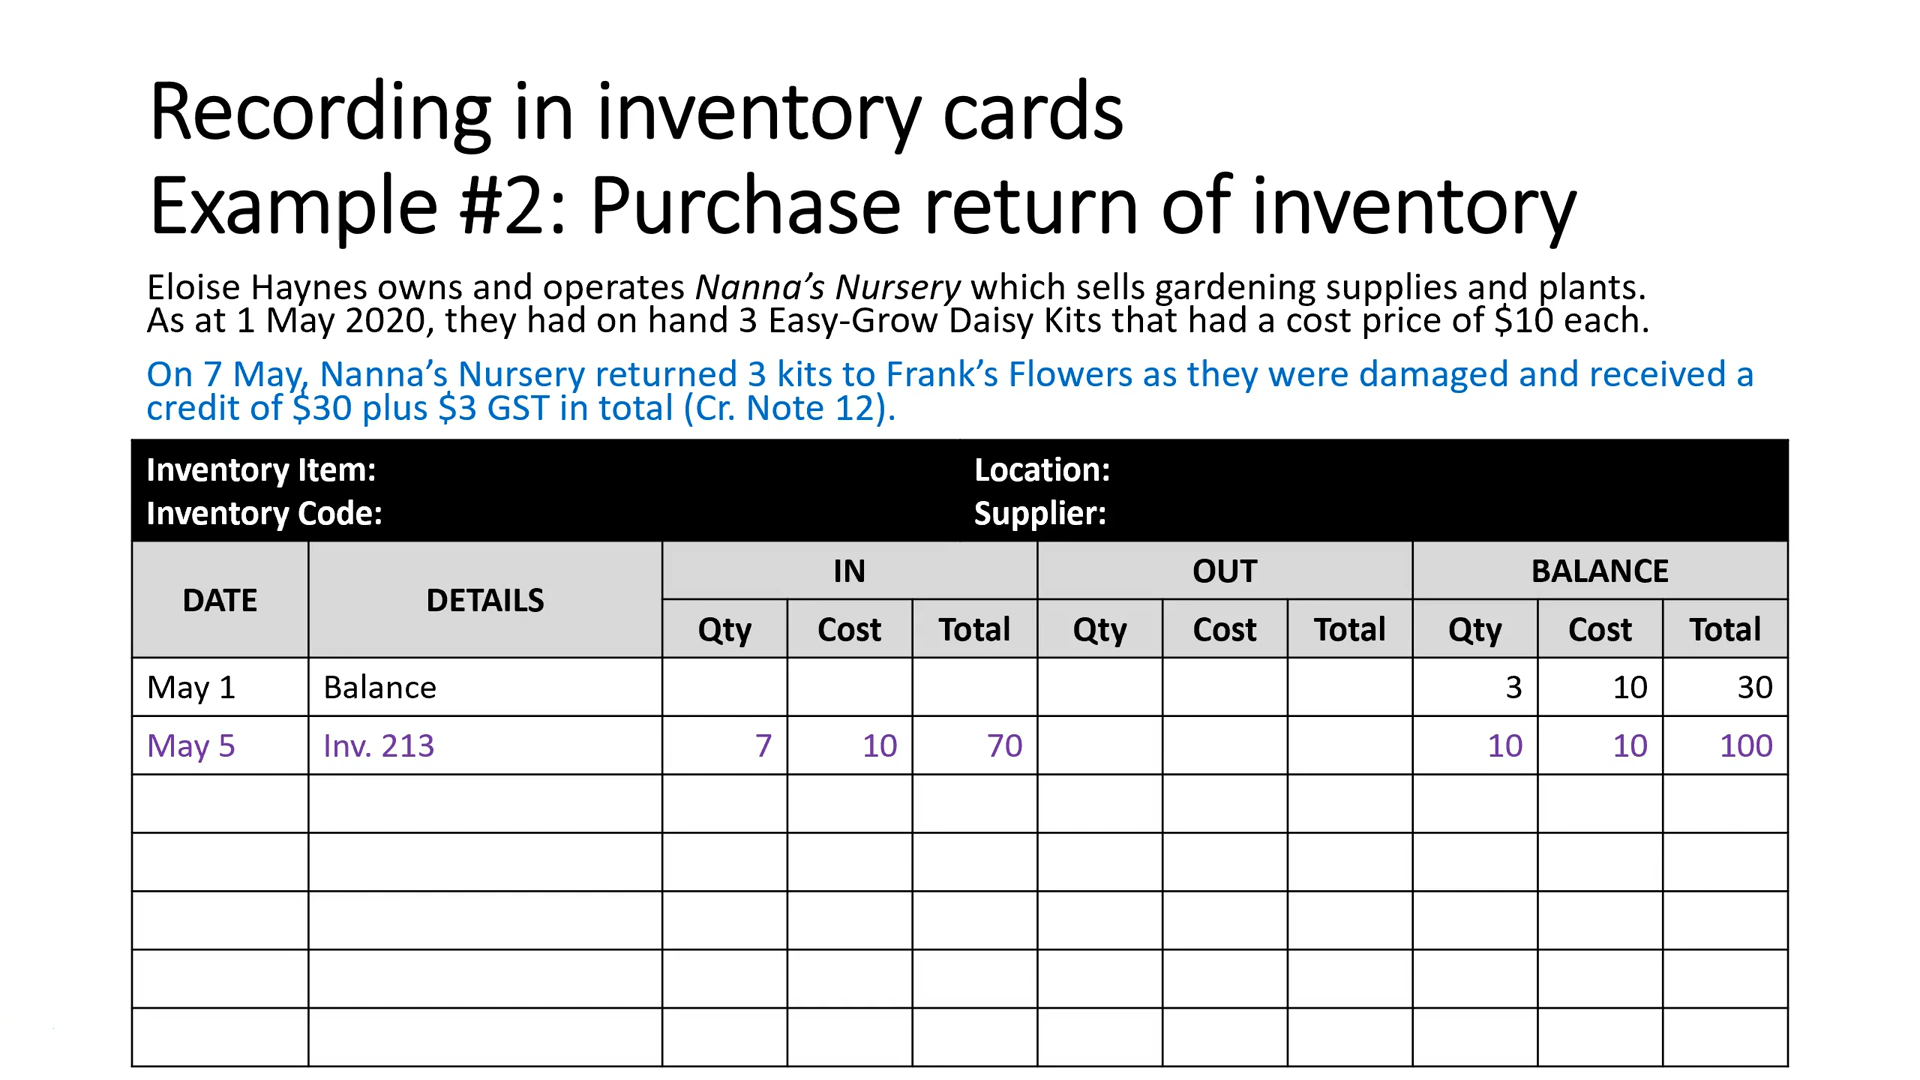 Recording in inventory cards
Example #2: Purchase return of inventory
Eloise Haynes owns and operates Nanna’s Nursery which sells gardening supplies and plants.
As at 1 May 2020, they had on hand 3 Easy-Grow Daisy Kits that had a cost price of $10 each.
On 7 May, Nanna’s Nursery returned 3 kits to Frank’s Flowers as they were damaged and received a
credit of $30 plus $3 GST in total (Cr. Note 12).
Inventory Item: Location:
Inventory Code: Supplier:
DATE DETAILS IN OUT BALANCE
Qty Cost Total Qty Cost Total Qty Cost Total
May 1 Balance 3 10 30
May 5 Inv. 213 7 10 70 10 10 100